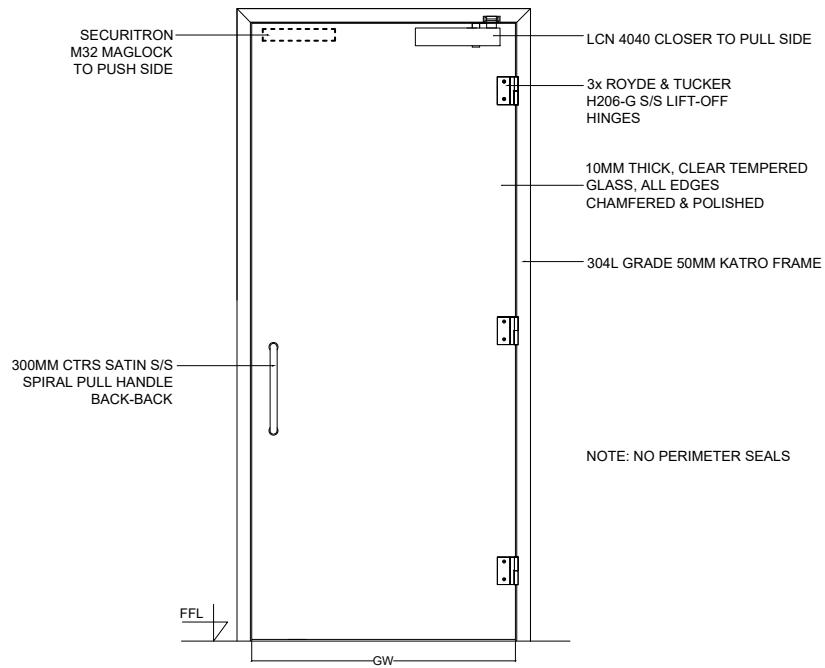 SECURITRON
M32 MAGLOCK
TO PUSH SIDE
LCN 4040 CLOSER TO PULL SIDE
3x ROYDE & TUCKER
H206-G S/S LIFT-OFF
HINGES
10MM THICK, CLEAR TEMPERED
GLASS, ALL EDGES
CHAMFERED & POLISHED
304L GRADE 50MM KATRO FRAME
300MM CTRS SATIN S/S
SPIRAL PULL HANDLE
BACK-BACK
NOTE: NO PERIMETER SEALS
FFL
GW